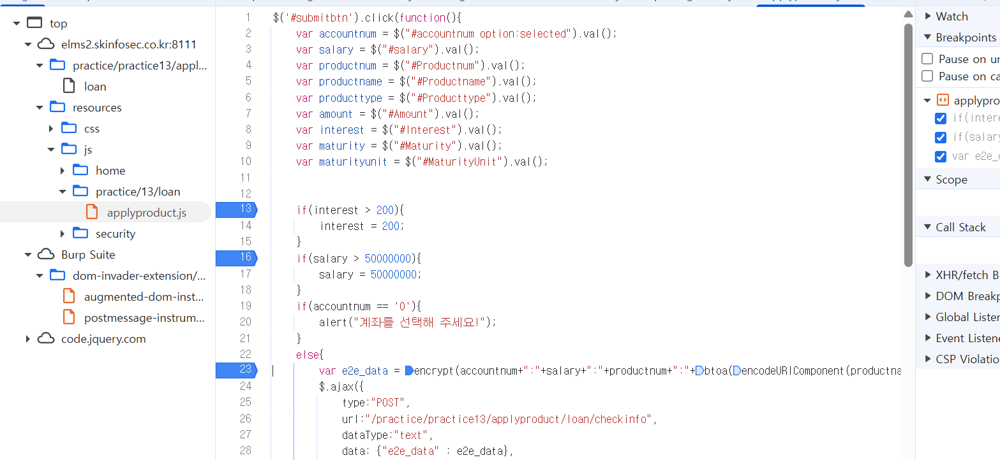 top
elms2.skinfosec.co.kr:8111
practice/practice13/appl...
loan
resources
css
js
home
practice/13/loan
applyproduct.js
security
Burp Suite
dom-invader-extension/...
augmented-dom-inst...
postmessage-instrum...
code.jquery.com
1 $('#submitbtn').click(function(){
2 var accountnum = $("#accountnum option:selected").val();
3 var salary = $("#salary").val();
4 var productnum = $("#Productnum").val();
5 var productname = $("#Productname").val();
6 var producttype = $("#Producttype").val();
7 var amount = $("#Amount").val();
8 var interest = $("#Interest").val();
9 var maturity = $("#Maturity").val();
10 var maturityunit = $("#MaturityUnit").val();
11
12
13 if(interest > 200){
14 interest = 200;
15 }
16 if(salary > 50000000){
17 salary = 50000000;
18 }
19 if(accountnum == '0'){
20 alert("계좌를 선택해 주세요!");
21 }
22 else{
23 var e2e_data = encrypt(accountnum+":"+salary+":"+productnum+":"+btoa(encodeURIComponent(productna
24 $.ajax({
25 type:"POST",
26 url:"/practice/practice13/applyproduct/loan/checkinfo",
27 dataType:"text",
28 data: {"e2e_data" : e2e_data},
Watch
Breakpoints
Pause on un
Pause on ca
applypro
if(intere
if(salary
var e2e_
Scope
Call Stack
XHR/fetch B
DOM Breakp
Global Listen
Event Listene
CSP Violatio